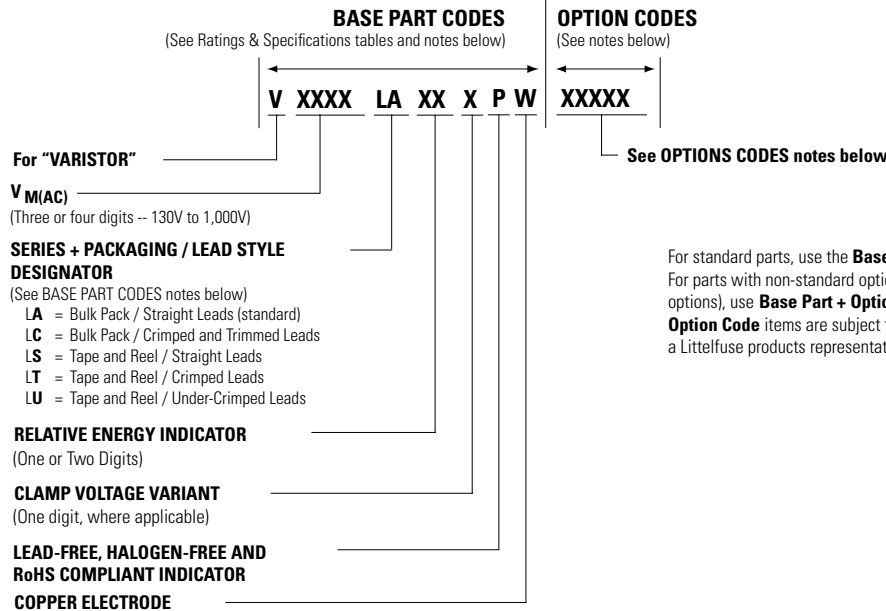 BASE PART CODES
(See Ratings & Specifications tables and notes below)
OPTION CODES
(See notes below)
V XXXX LA XX X P W XXXXX
For “VARISTOR”
See OPTIONS CODES notes below
V M(AC)
(Three or four digits -- 130V to 1,000V)
SERIES + PACKAGING / LEAD STYLE
DESIGNATOR
(See BASE PART CODES notes below)
LA = Bulk Pack / Straight Leads (standard)
LC = Bulk Pack / Crimped and Trimmed Leads
LS = Tape and Reel / Straight Leads
LT = Tape and Reel / Crimped Leads
LU = Tape and Reel / Under-Crimped Leads
For standard parts, use the Base
For parts with non-standard
options), use Base Part +
Option Code items are subject
a Littelfuse products
RELATIVE ENERGY INDICATOR
(One or Two Digits)
CLAMP VOLTAGE VARIANT
(One digit, where applicable)
LEAD-FREE, HALOGEN-FREE AND
RoHS COMPLIANT INDICATOR
COPPER ELECTRODE